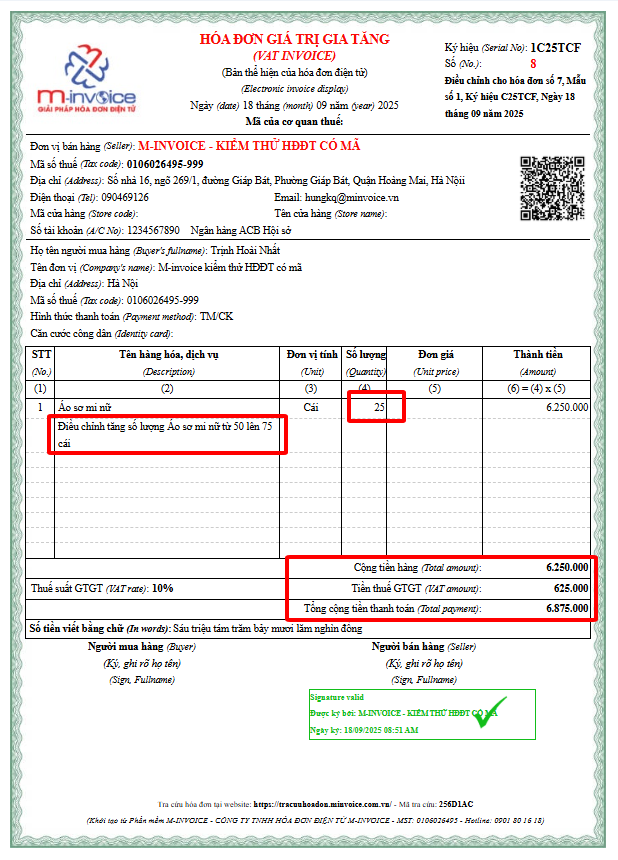 m-invoice
GIẢI PHÁP HÓA ĐƠN ĐIỆN TỬ
HÓA ĐƠN GIÁ TRỊ GIA TĂNG
(VAT INVOICE)
(Bản thể hiện của hóa đơn điện tử)
(Electronic invoice display)
Ngày (date) 18 tháng (month) 09 năm (year) 2025
Mã của cơ quan thuế:
Ký hiệu (Serial No): 1C25TCF
Số (No.): 8
Điều chỉnh cho hóa đơn số 7, Mẫu
số 1, Ký hiệu C25TCF, Ngày 18
tháng 09 năm 2025
Đơn vị bán hàng (Seller): M-INVOICE - KIỂM THỬ HĐĐT CÓ MÃ
Mã số thuế (Tax code): 0106026495-999
Địa chỉ (Address): Số nhà 16, ngõ 269/1, đường Giáp Bát, Phường Giáp Bát, Quận Hoàng Mai, Hà Nộii
Điện thoại (Tel): 090469126 Email: hungkq@minvoice.vn
Mã cửa hàng (Store code): Tên cửa hàng (Store name):
Số tài khoản (A/C No): 1234567890 Ngân hàng ACB Hội sở
Họ tên người mua hàng (Buyer's fullname): Trịnh Hoài Nhất
Tên đơn vị (Company's name): M-invoice kiểm thử HĐĐT có mã
Địa chỉ (Address): Hà Nội
Mã số thuế (Tax code): 0106026495-999
Hình thức thanh toán (Payment method): TM/CK
Căn cước công dân (Identity card):
STT Tên hàng hóa, dịch vụ Đơn vị tính Số lượng Đơn giá Thành tiền
(No.) (Description) (Unit) (Quantity) (Unit price) (Amount)
(1) (2) (3) (4) (5) (6) = (4) x (5)
1 Áo sơ mi nữ Cái 25 6.250.000
Điều chỉnh tăng số lượng Áo sơ mi nữ từ 50 lên 75
cái
Cộng tiền hàng (Total amount): 6.250.000
Thuế suất GTGT (VAT rate): 10% Tiền thuế GTGT (VAT amount): 625.000
Tổng cộng tiền thanh toán (Total payment): 6.875.000
Số tiền viết bằng chữ (In words): Sáu triệu tám trăm bảy mươi lăm nghìn đồng
Người mua hàng (Buyer) Người bán hàng (Seller)
(Ký, ghi rõ họ tên) (Ký, ghi rõ họ tên)
(Sign, Fullname) (Sign, Fullname)
Signature valid
Được ký bởi: M-INVOICE - KIỂM THỬ HĐĐT CÓ MÃ
Ngày ký: 18/09/2025 08:51 AM
Tra cứu hóa đơn tại website: https://tracuuhoadon.minvoice.com.vn/ - Mã tra cứu: 256D1AC
(Khởi tạo từ Phần mềm M-INVOICE - CÔNG TY TNHH HÓA ĐƠN ĐIỆN TỬ M-INVOICE - MST: 0106026495 - Hotline: 0901 80 16 18)